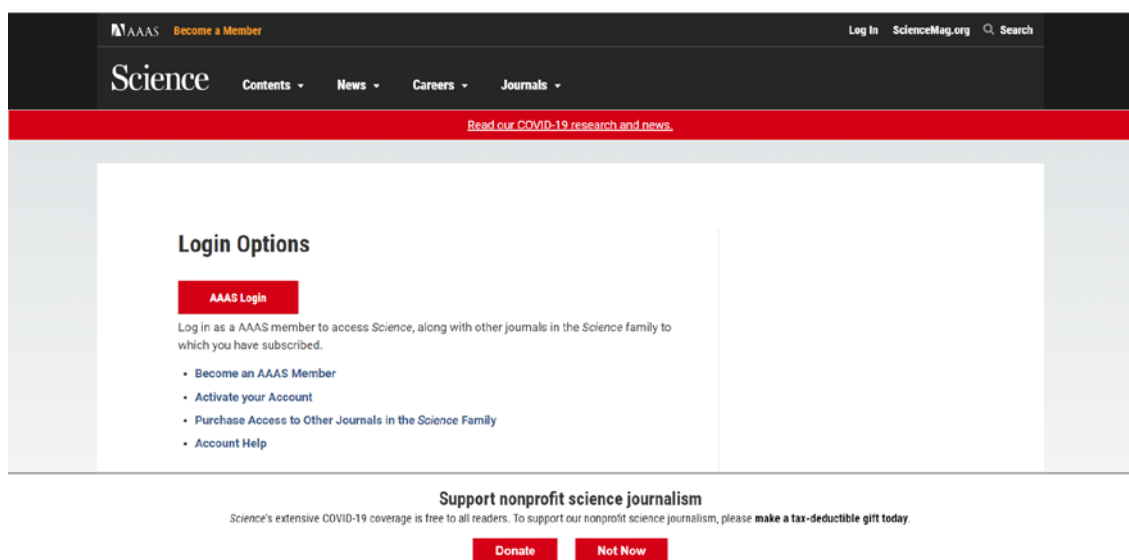 AAAS Become a Member Log In ScienceMag.org Search
Science Contents News Careers Journals
Read our COVID-19 research and news.
Login Options
AAAS Login
Log in as a AAAS member to access Science, along with other journals in the Science family to
which you have subscribed.
• Become an AAAS Member
• Activate your Account
• Purchase Access to Other Journals in the Science Family
• Account Help
Support nonprofit science journalism
Science's extensive COVID-19 coverage is free to all readers. To support our nonprofit science journalism, please make a tax-deductible gift today.
Donate Not Now